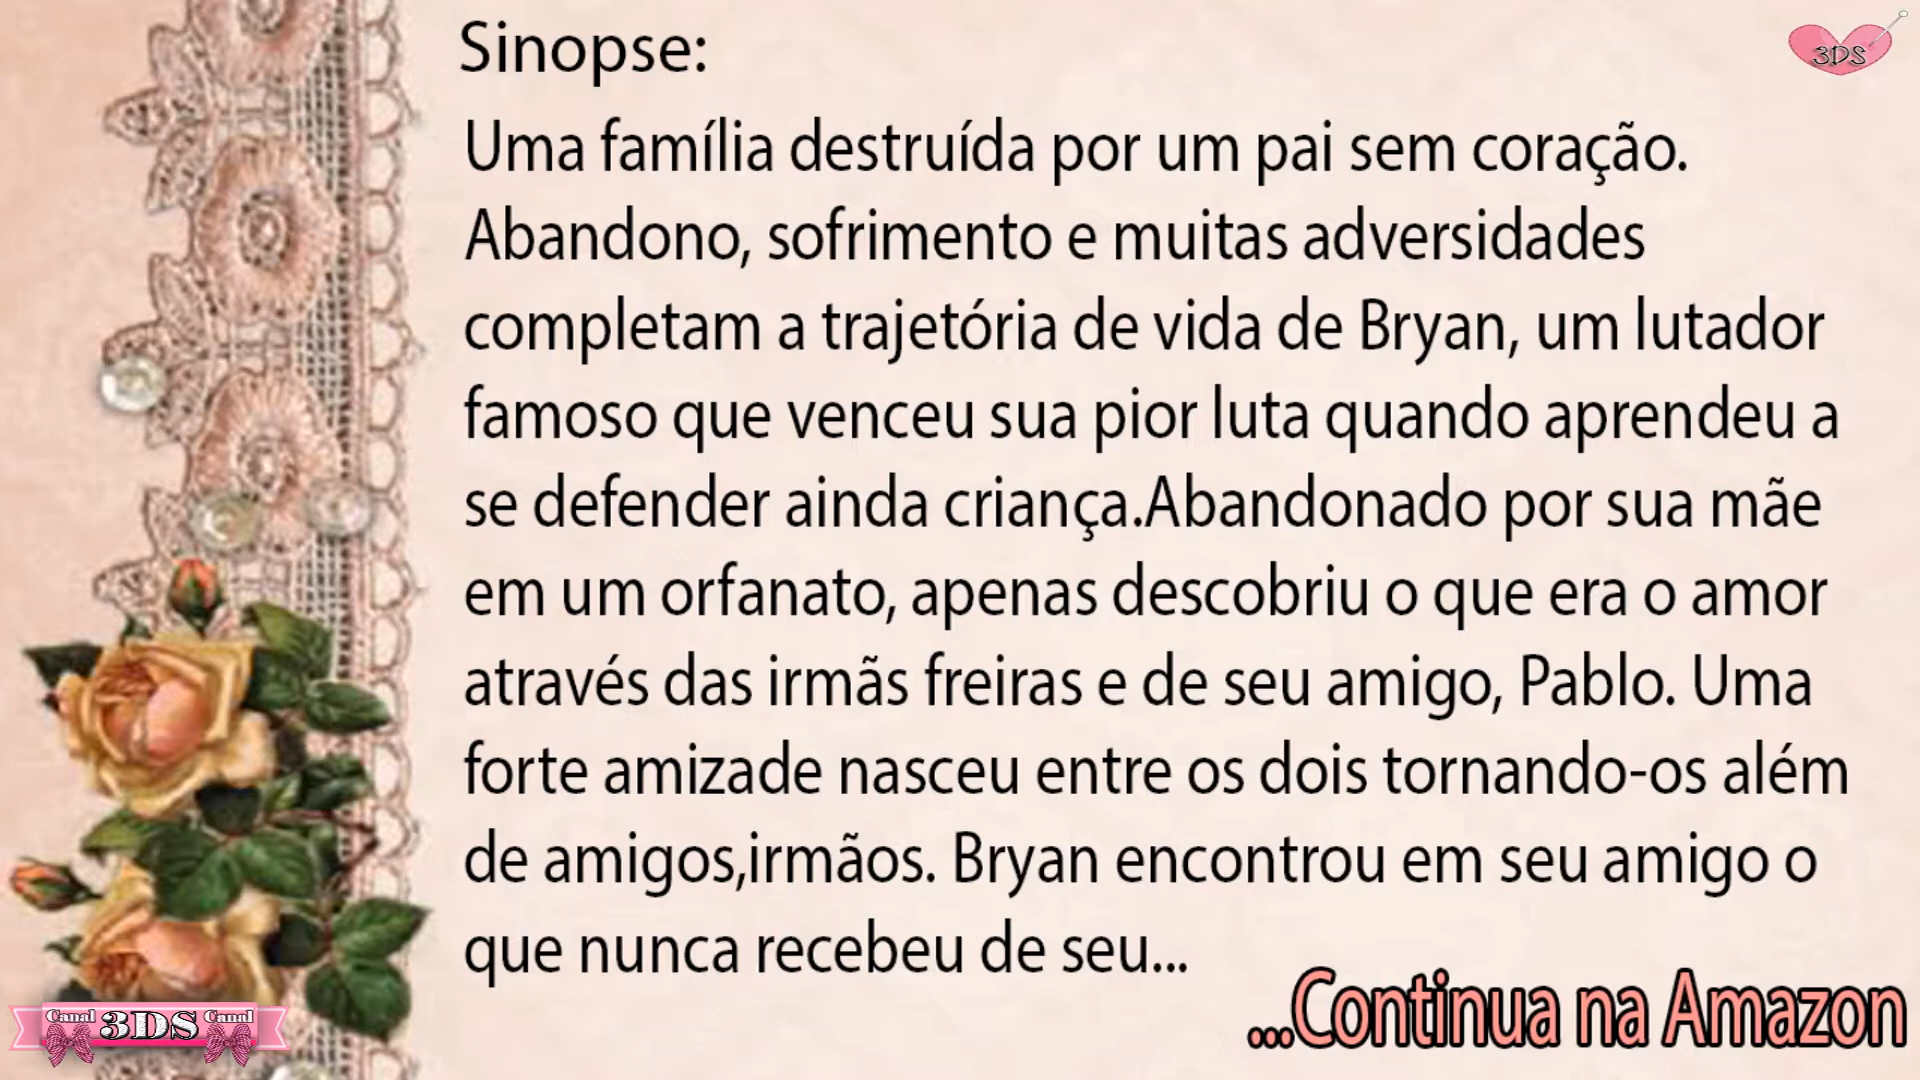 Sinopse:
3DS
Uma família destruída por um pai sem coração.
Abandono, sofrimento e muitas adversidades
completam a trajetória de vida de Bryan, um lutador
famoso que venceu sua pior luta quando aprendeu a
se defender ainda criança.Abandonado por sua mãe
em um orfanato, apenas descobriu o que era o amor
através das irmãs freiras e de seu amigo, Pablo. Uma
forte amizade nasceu entre os dois tornando-os além
de amigos,irmãos. Bryan encontrou em seu amigo o
que nunca recebeu de seu...
...Continua na Amazon
Canal 3DS Canal